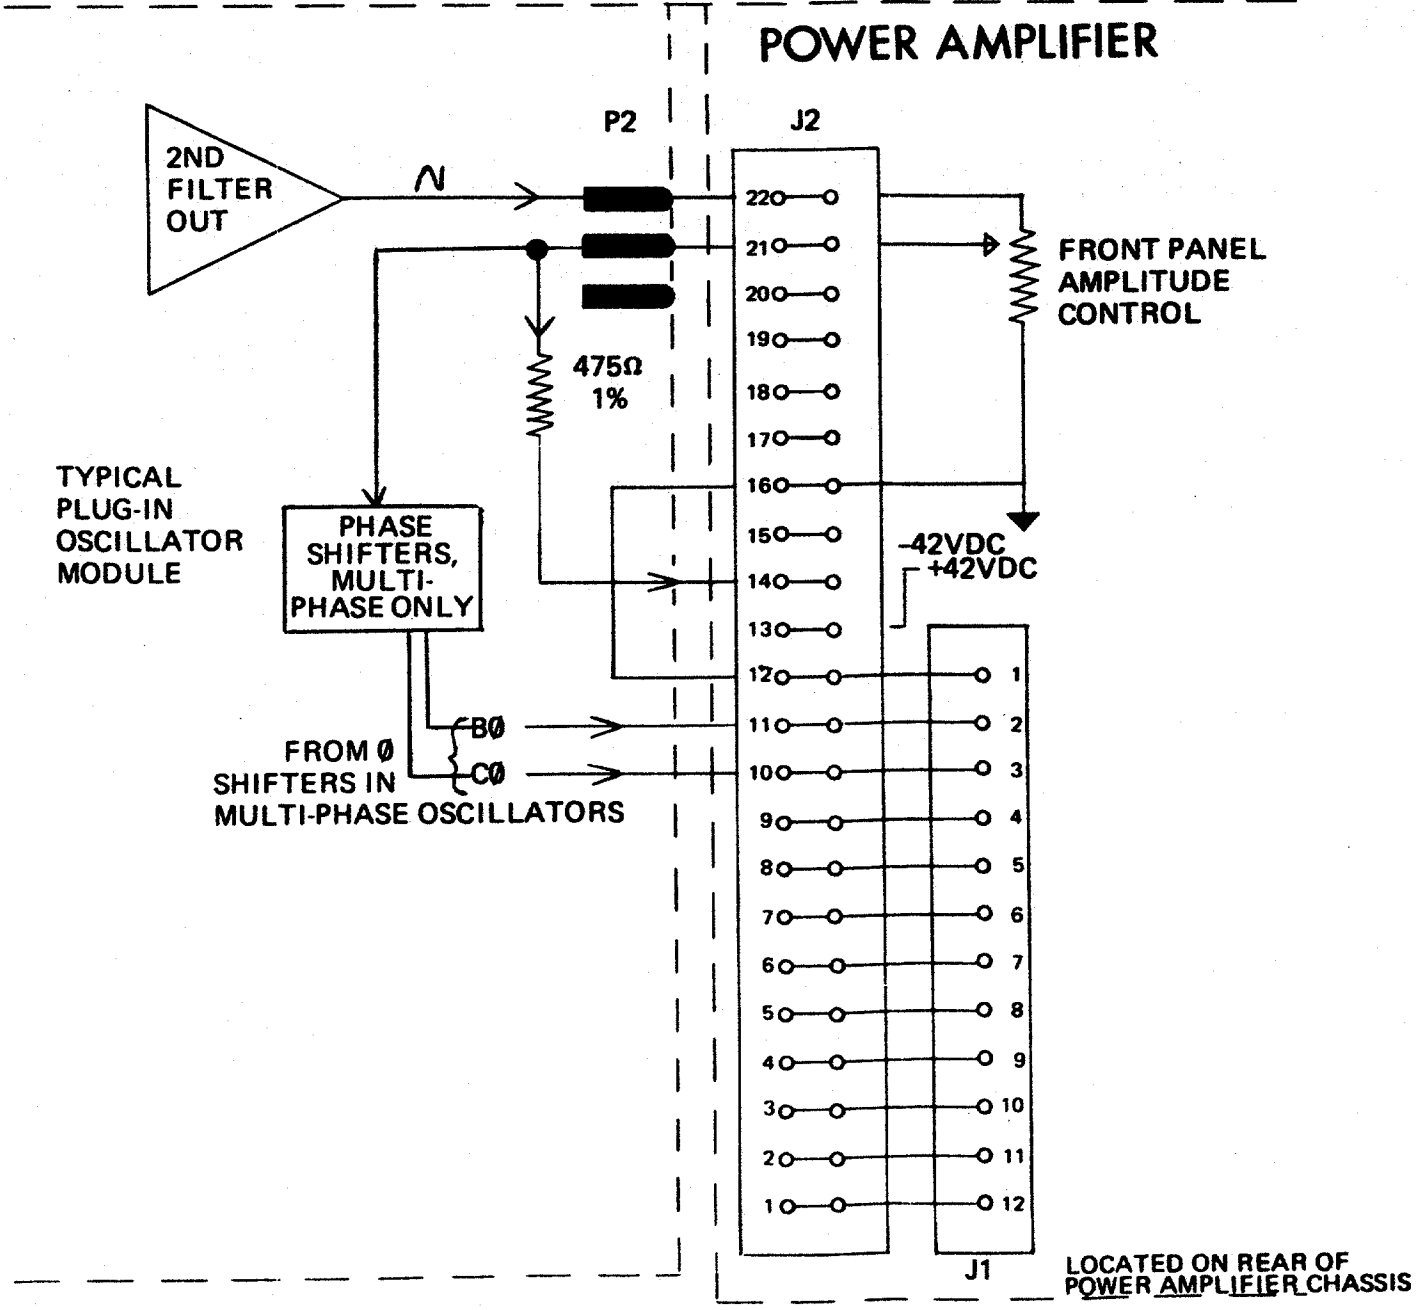 POWER AMPLIFIER
P2
J2
2ND
FILTER
OUT
22
21
20
19
18
17
16
15
14
13
12
11
10
9
8
7
6
5
4
3
2
1
FRONT PANEL
AMPLITUDE
CONTROL
475Ω
1%
TYPICAL
PLUG-IN
OSCILLATOR
MODULE
PHASE
SHIFTERS,
MULTI-
PHASE ONLY
-42VDC
+42VDC
BØ
CØ
FROM Ø
SHIFTERS IN
MULTI-PHASE OSCILLATORS
1
2
3
4
5
6
7
8
9
10
11
12
J1
LOCATED ON REAR OF
POWER AMPLIFIER CHASSIS